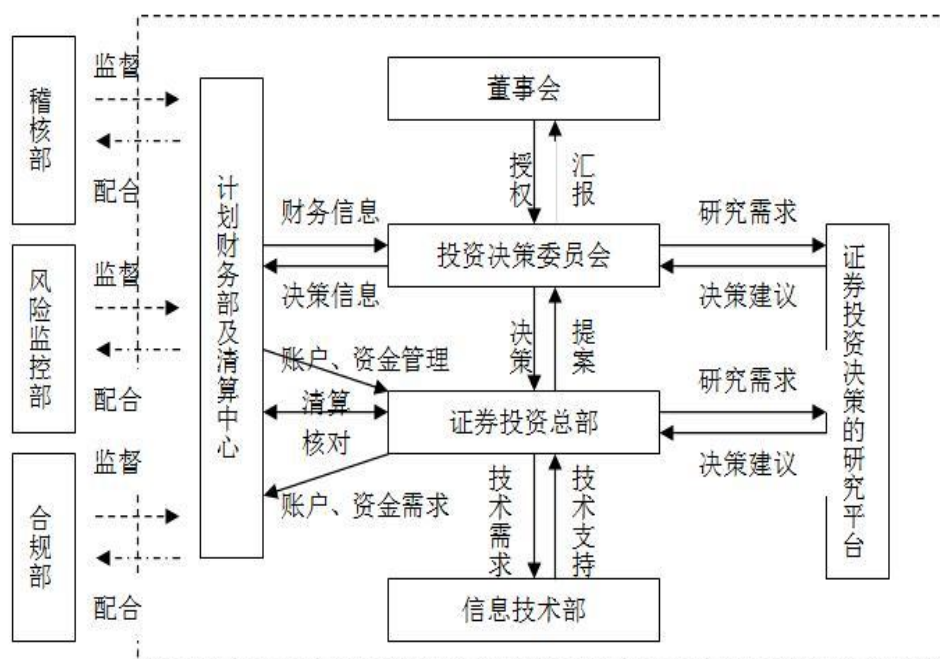 稽核部
监督
配合
风险监控部
监督
配合
合规部
监督
配合
计划财务部及清算中心
董事会
授权
汇报
财务信息
决策信息
投资决策委员会
研究需求
决策建议
决策
提案
账户、资金管理
清算
核对
账户、资金需求
证券投资总部
研究需求
决策建议
技术需求
技术支持
信息技术部
证券投资决策的研究平台